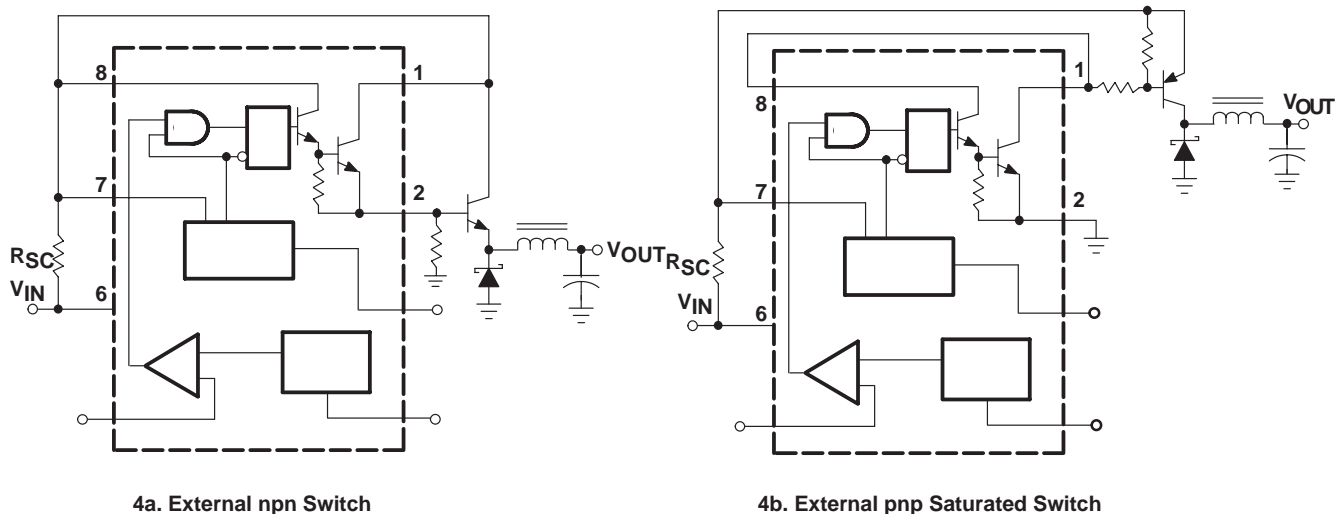 8
1
7
2
RSC
VIN
6
VOUT
4a. External npn Switch
1
8
VOUT
7
2
RSC
VIN
6
4b. External pnp Saturated Switch